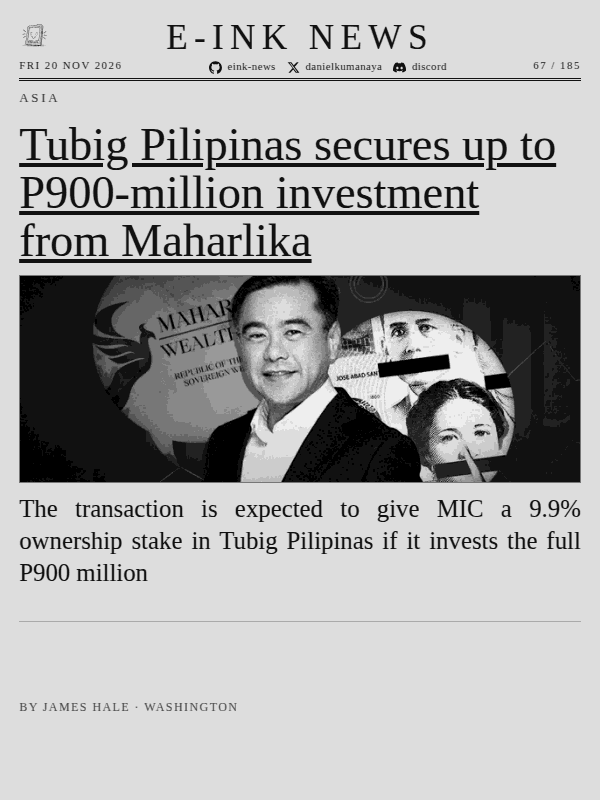 E-INK NEWS
FRI 20 NOV 2026
eink-news
danielkumanaya
discord
67 / 185
ASIA
Tubig Pilipinas secures up to
P900-million investment
from Maharlika
MAHAR
WEALT
REPUBLIC OF THE
SOVEREIGN WE
JOSE ABAD SAN
The transaction is expected to give MIC a 9.9%
ownership stake in Tubig Pilipinas if it invests the full
P900 million
BY JAMES HALE · WASHINGTON